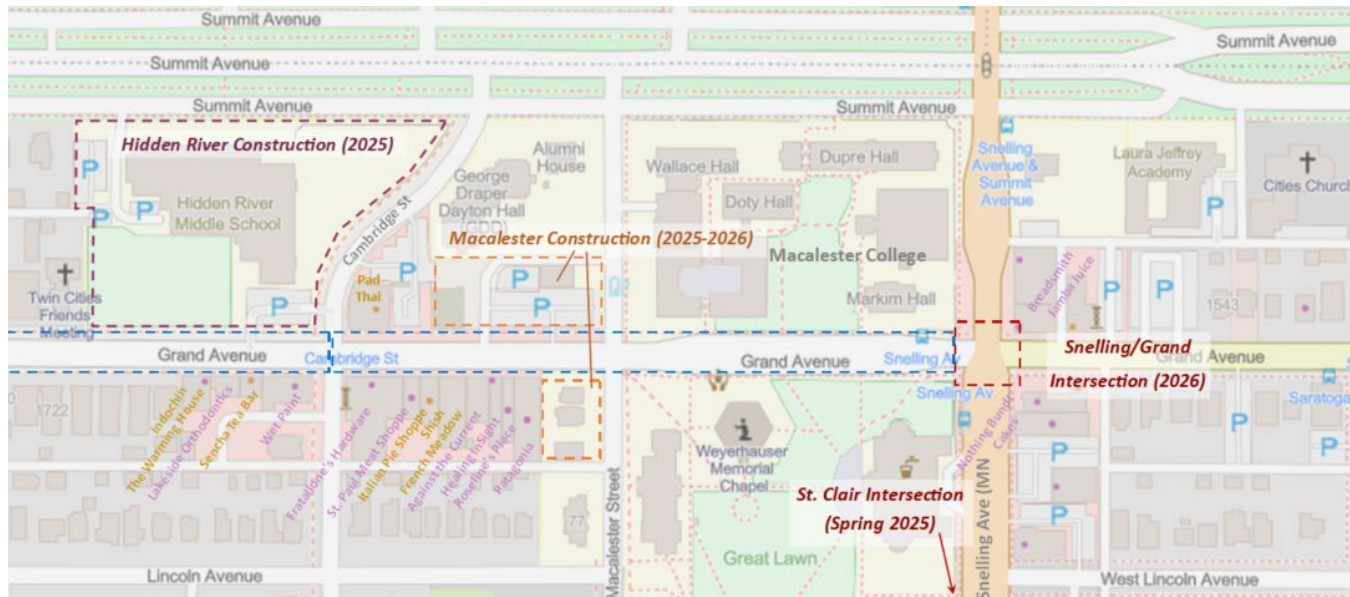 Summit Avenue
Summit Avenue
Summit Avenue
Summit Avenue
Summit Avenue
Summit Avenue
Hidden River Construction (2025)
P
P
P
Hidden River
Middle School
P
Twin Cities
Friends
Meeting
Cambridge St
George
Draper
Dayton Hall
(GDD)
Alumni
House
Macalester Construction (2025-2026)
P
P
P
Pad
Thai
Wallace Hall
Dupre Hall
Doty Hall
Macalester College
Markim Hall
Snelling
Avenue &
Summit
Avenue
Laura Jeffrey
Academy
P
Cities Church
Breadsmith
Jamba Juice
P
P
1543
Grand Avenue
Cambridge St
Grand Avenue
Snelling Av
Snelling/Grand
Intersection (2026)
Grand Avenue
Snelling Av
Saratoga
1722
Indochin
The Warming House
Lakeside Orthodontics
Sencha Tea Bar
Wet Paint
Frattallone's Hardware
St. Paul Meat Shoppe
Italian Pie Shoppe
Shish
French Meadow
Against the Current
Healing InSight
Roseline's Place
Patagonia
77
Macalester Street
Weyerhauser
Memorial
Chapel
Great Lawn
St. Clair Intersection
(Spring 2025)
Nothing Bundt
Cakes
Snelling Ave (MN
P
P
P
P
Lincoln Avenue
West Lincoln Avenue